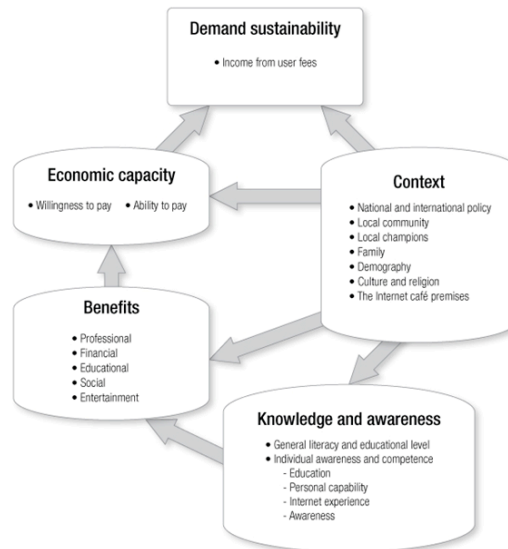 Demand sustainability
• Income from user fees
Economic capacity
• Willingness to pay • Ability to pay
Context
• National and international policy
• Local community
• Local champions
• Family
• Demography
• Culture and religion
• The Internet café premises
Benefits
• Professional
• Financial
• Educational
• Social
• Entertainment
Knowledge and awareness
• General literacy and educational level
• Individual awareness and competence
- Education
- Personal capability
- Internet experience
- Awareness